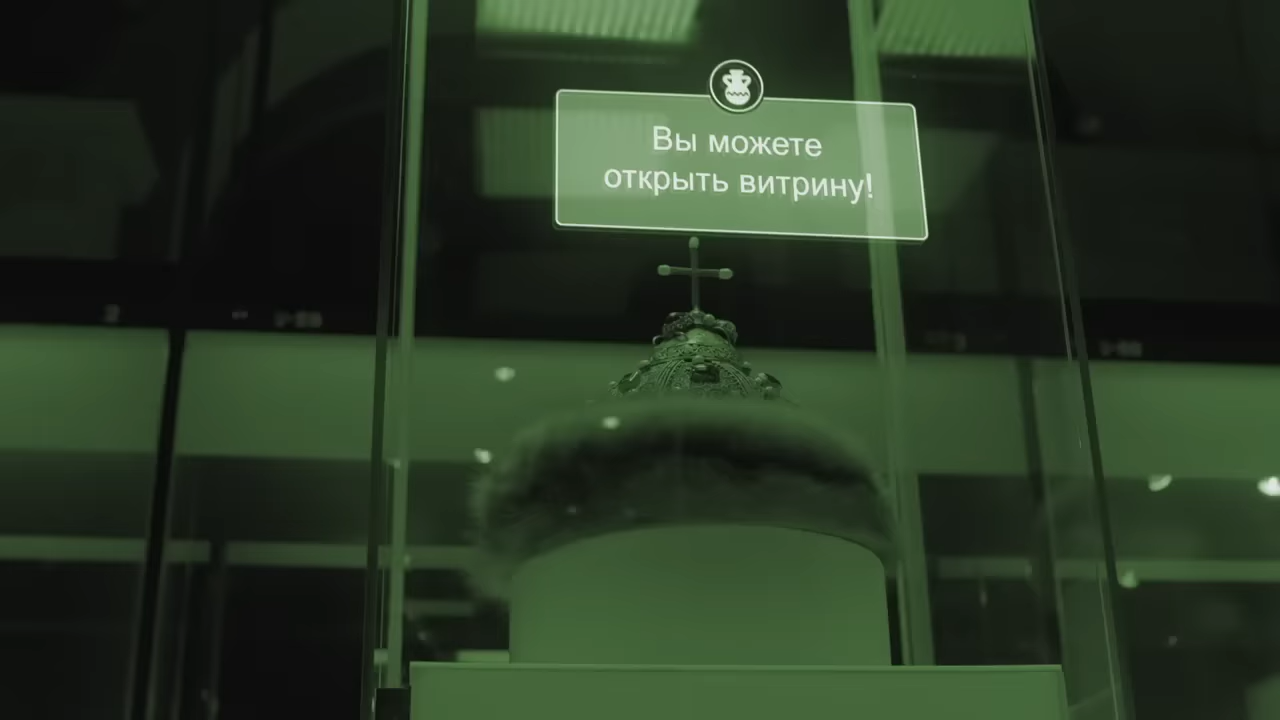 Вы можете
открыть витрину!